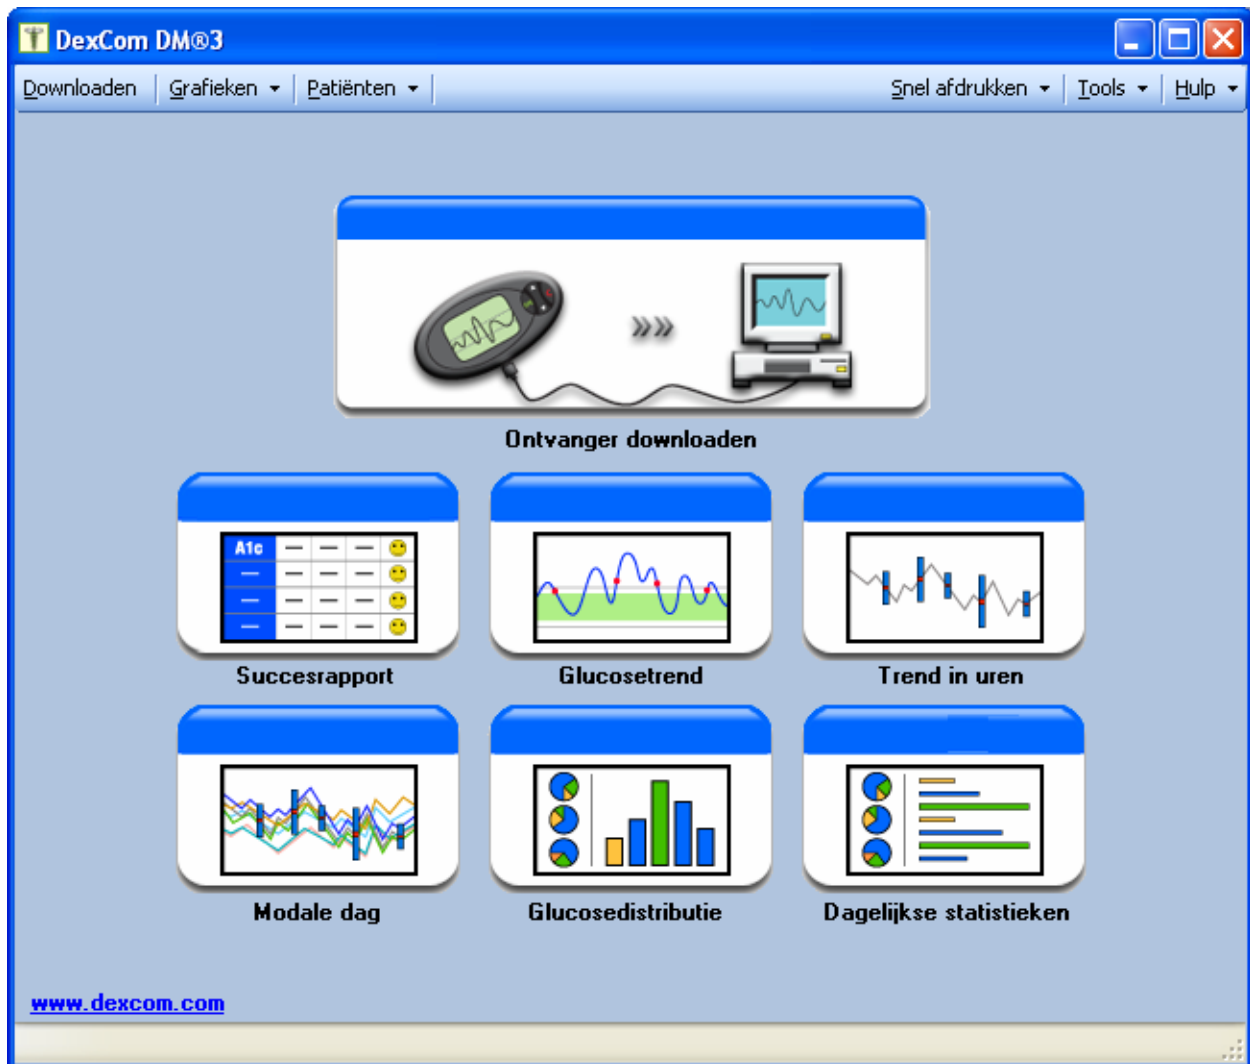 DexCom DM®3
Downloaden Grafieken Patiënten Snel afdrukken Tools Hulp
Ontvanger downloaden
A1c
Succesrapport Glucosetrend Trend in uren
Modale dag Glucosedistributie Dagelijkse statistieken
www.dexcom.com